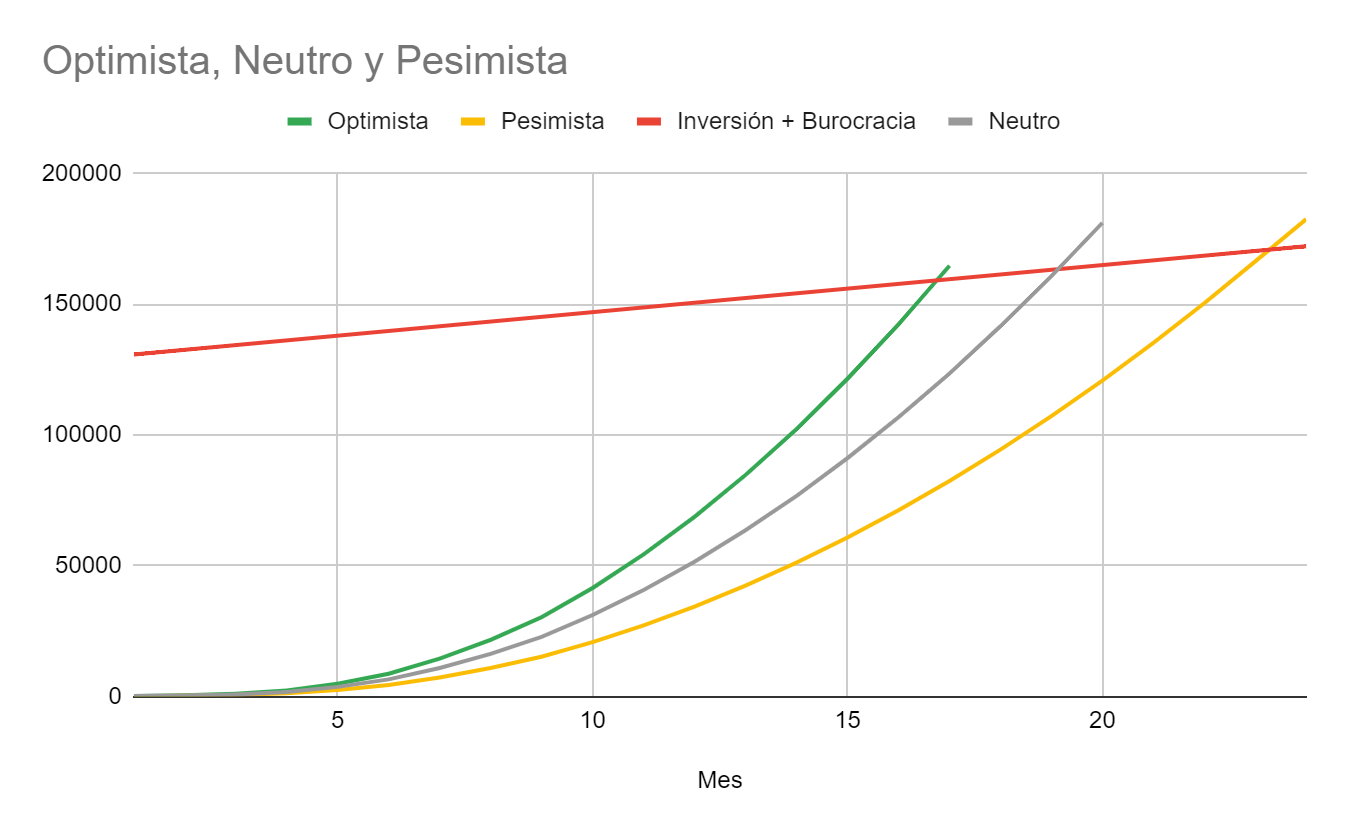 Optimista, Neutro y Pesimista
Optimista Pesimista Inversión + Burocracia Neutro
200000
150000
100000
50000
0
5 10 15 20
Mes